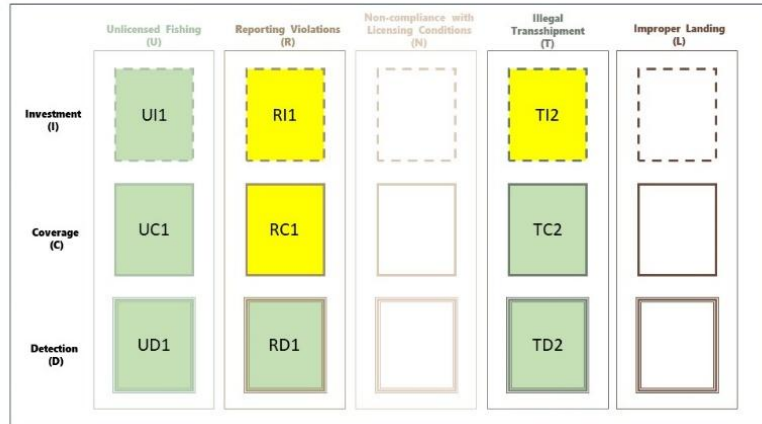 Unlicensed Fishing
(U)
Reporting Violations
(R)
Non-compliance with
Licensing Conditions
(N)
Illegal
Transshipment
(T)
Improper Landing
(L)
Investment
(I)
UI1
RI1
TI2
Coverage
(C)
UC1
RC1
TC2
Detection
(D)
UD1
RD1
TD2